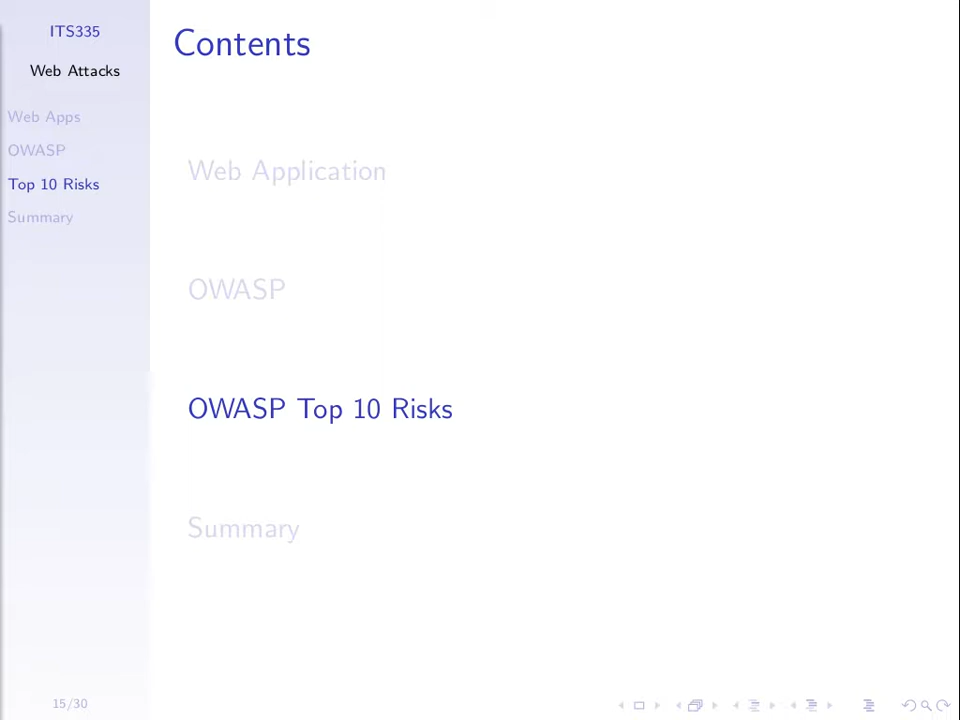 ITS335
Web Attacks
Web Apps
OWASP
Top 10 Risks
Summary
15/30
Contents
Web Application
OWASP
OWASP Top 10 Risks
Summary